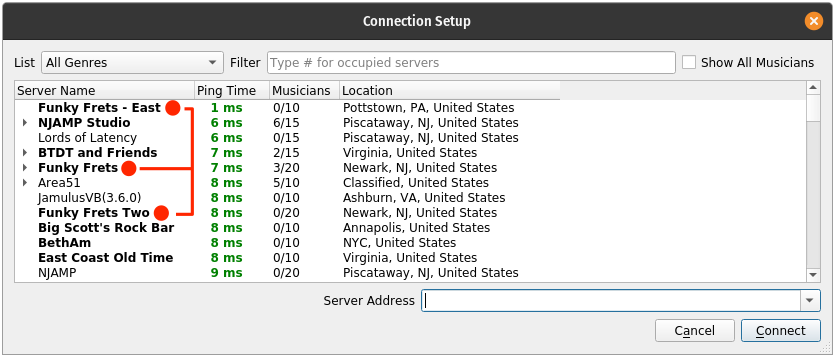 Connection Setup
List All Genres Filter Type # for occupied servers Show All Musicians
Server Name Ping Time Musicians Location
Funky Frets - East 1 ms 0/10 Pottstown, PA, United States
NJAMP Studio 6 ms 6/15 Piscataway, NJ, United States
Lords of Latency 6 ms 0/15 Piscataway, NJ, United States
BTDT and Friends 7 ms 2/15 Virginia, United States
Funky Frets 7 ms 3/20 Newark, NJ, United States
Area51 8 ms 5/10 Classified, United States
JamulusVB(3.6.0) 8 ms 0/10 Ashburn, VA, United States
Funky Frets Two 8 ms 0/20 Newark, NJ, United States
Big Scott's Rock Bar 8 ms 0/10 Annapolis, United States
BethAm 8 ms 0/10 NYC, United States
East Coast Old Time 8 ms 0/10 Virginia, United States
NJAMP 9 ms 0/20 Piscataway, NJ, United States
Server Address
Cancel Connect